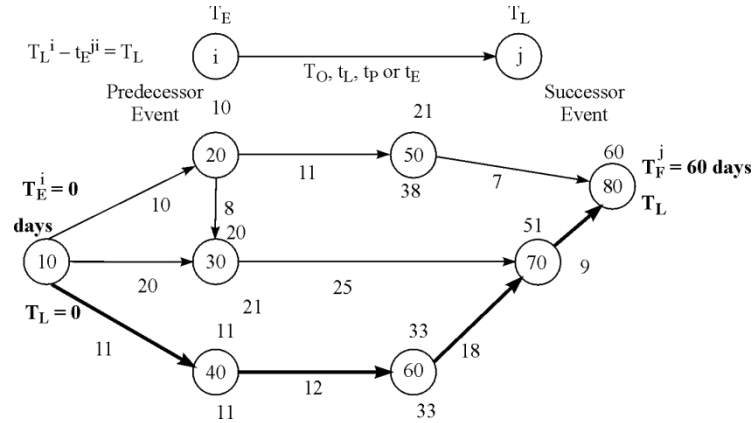 T_E T_L
T_L^i – t_E^ji = T_L
i j
T_O, t_L, t_P or t_E
Predecessor Event
Successor Event
10 21
20 11 50 7
38
60
T_F^j = 60 days
80
T_L
T_E^i = 0
days
10
8
20
10 20 30 25 70
21
51
9
T_L = 0
11
11 33
40 12 60 18
11 33